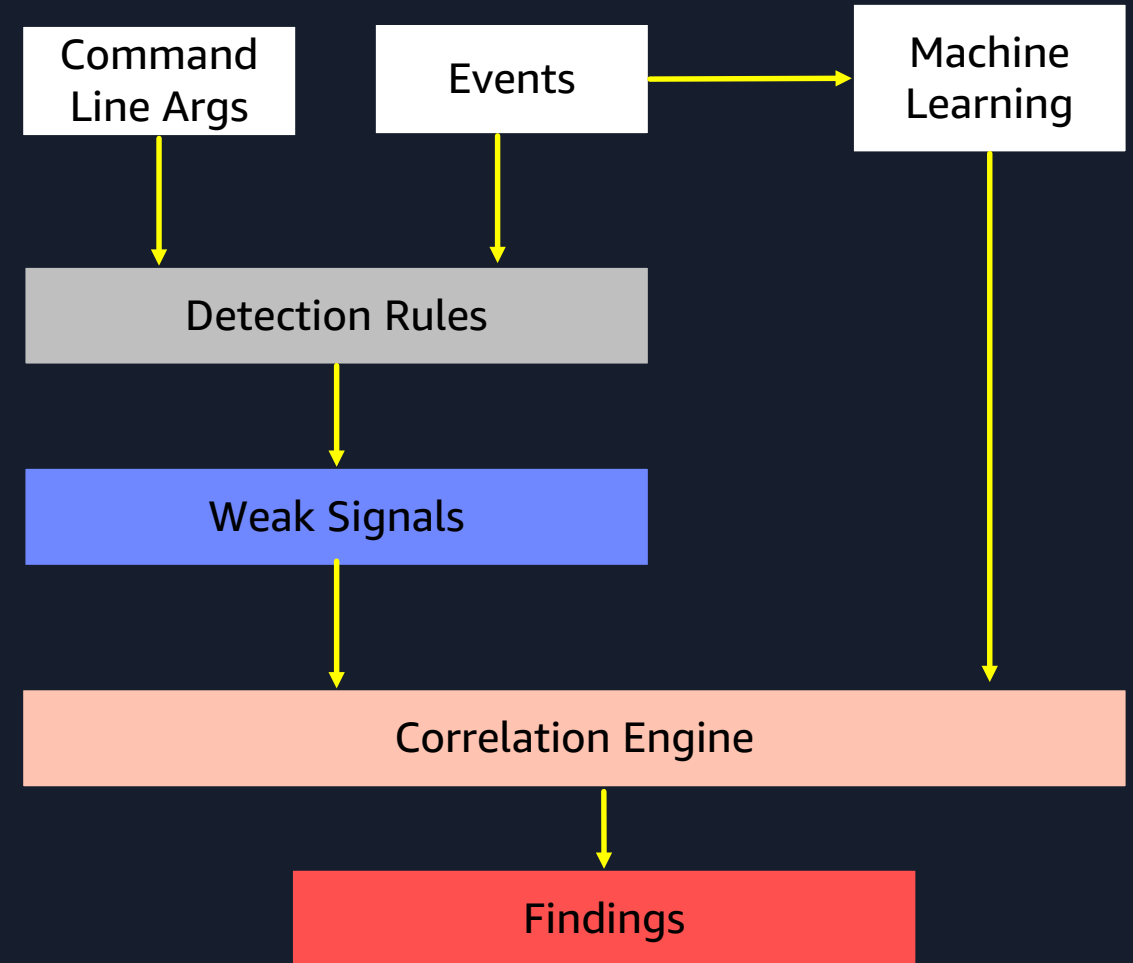 Command
Line Args
Events
Machine
Learning
Detection Rules
Weak Signals
Correlation Engine
Findings